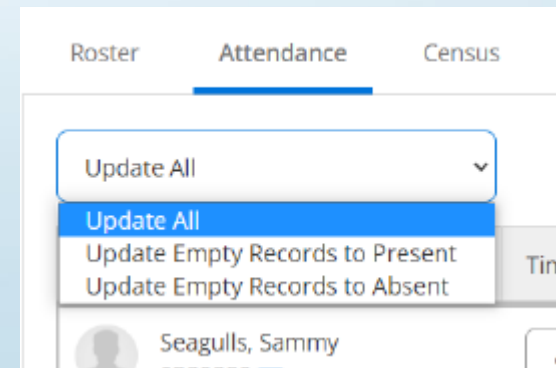 Roster Attendance Census
Update All
Update All
Update Empty Records to Present
Update Empty Records to Absent
Seagulls, Sammy